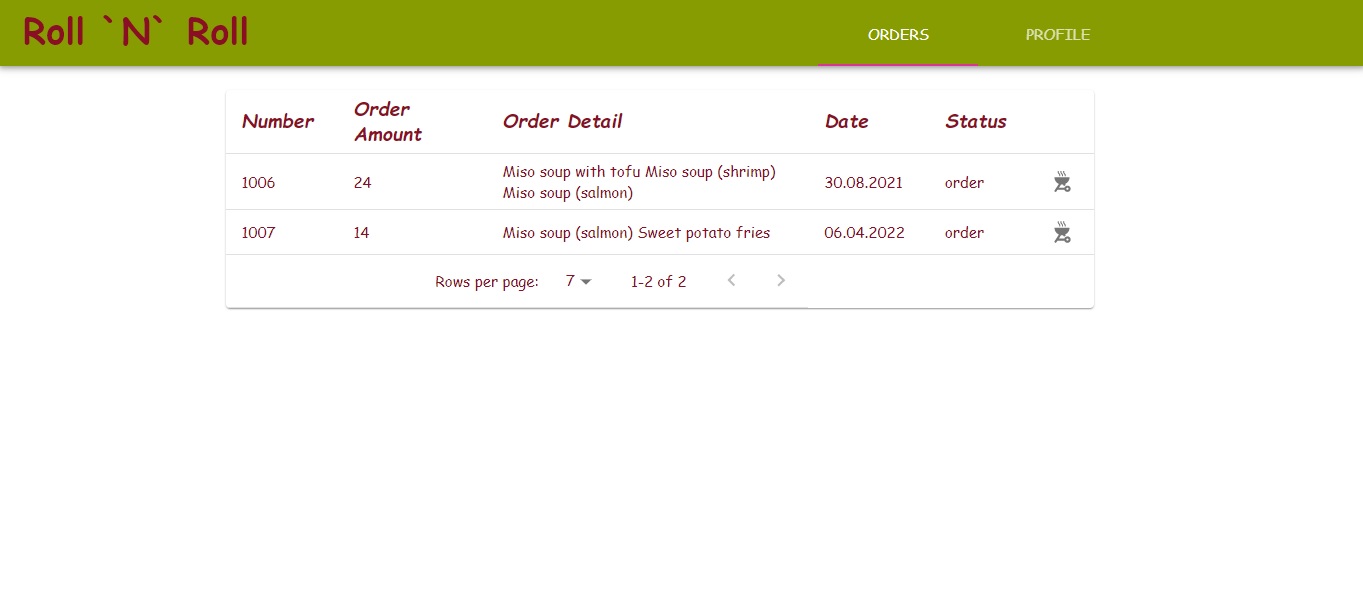 Roll `N` Roll
ORDERS PROFILE
Number Order Amount Order Detail Date Status
1006 24 Miso soup with tofu Miso soup (shrimp) Miso soup (salmon) 30.08.2021 order
1007 14 Miso soup (salmon) Sweet potato fries 06.04.2022 order
Rows per page: 7 1-2 of 2